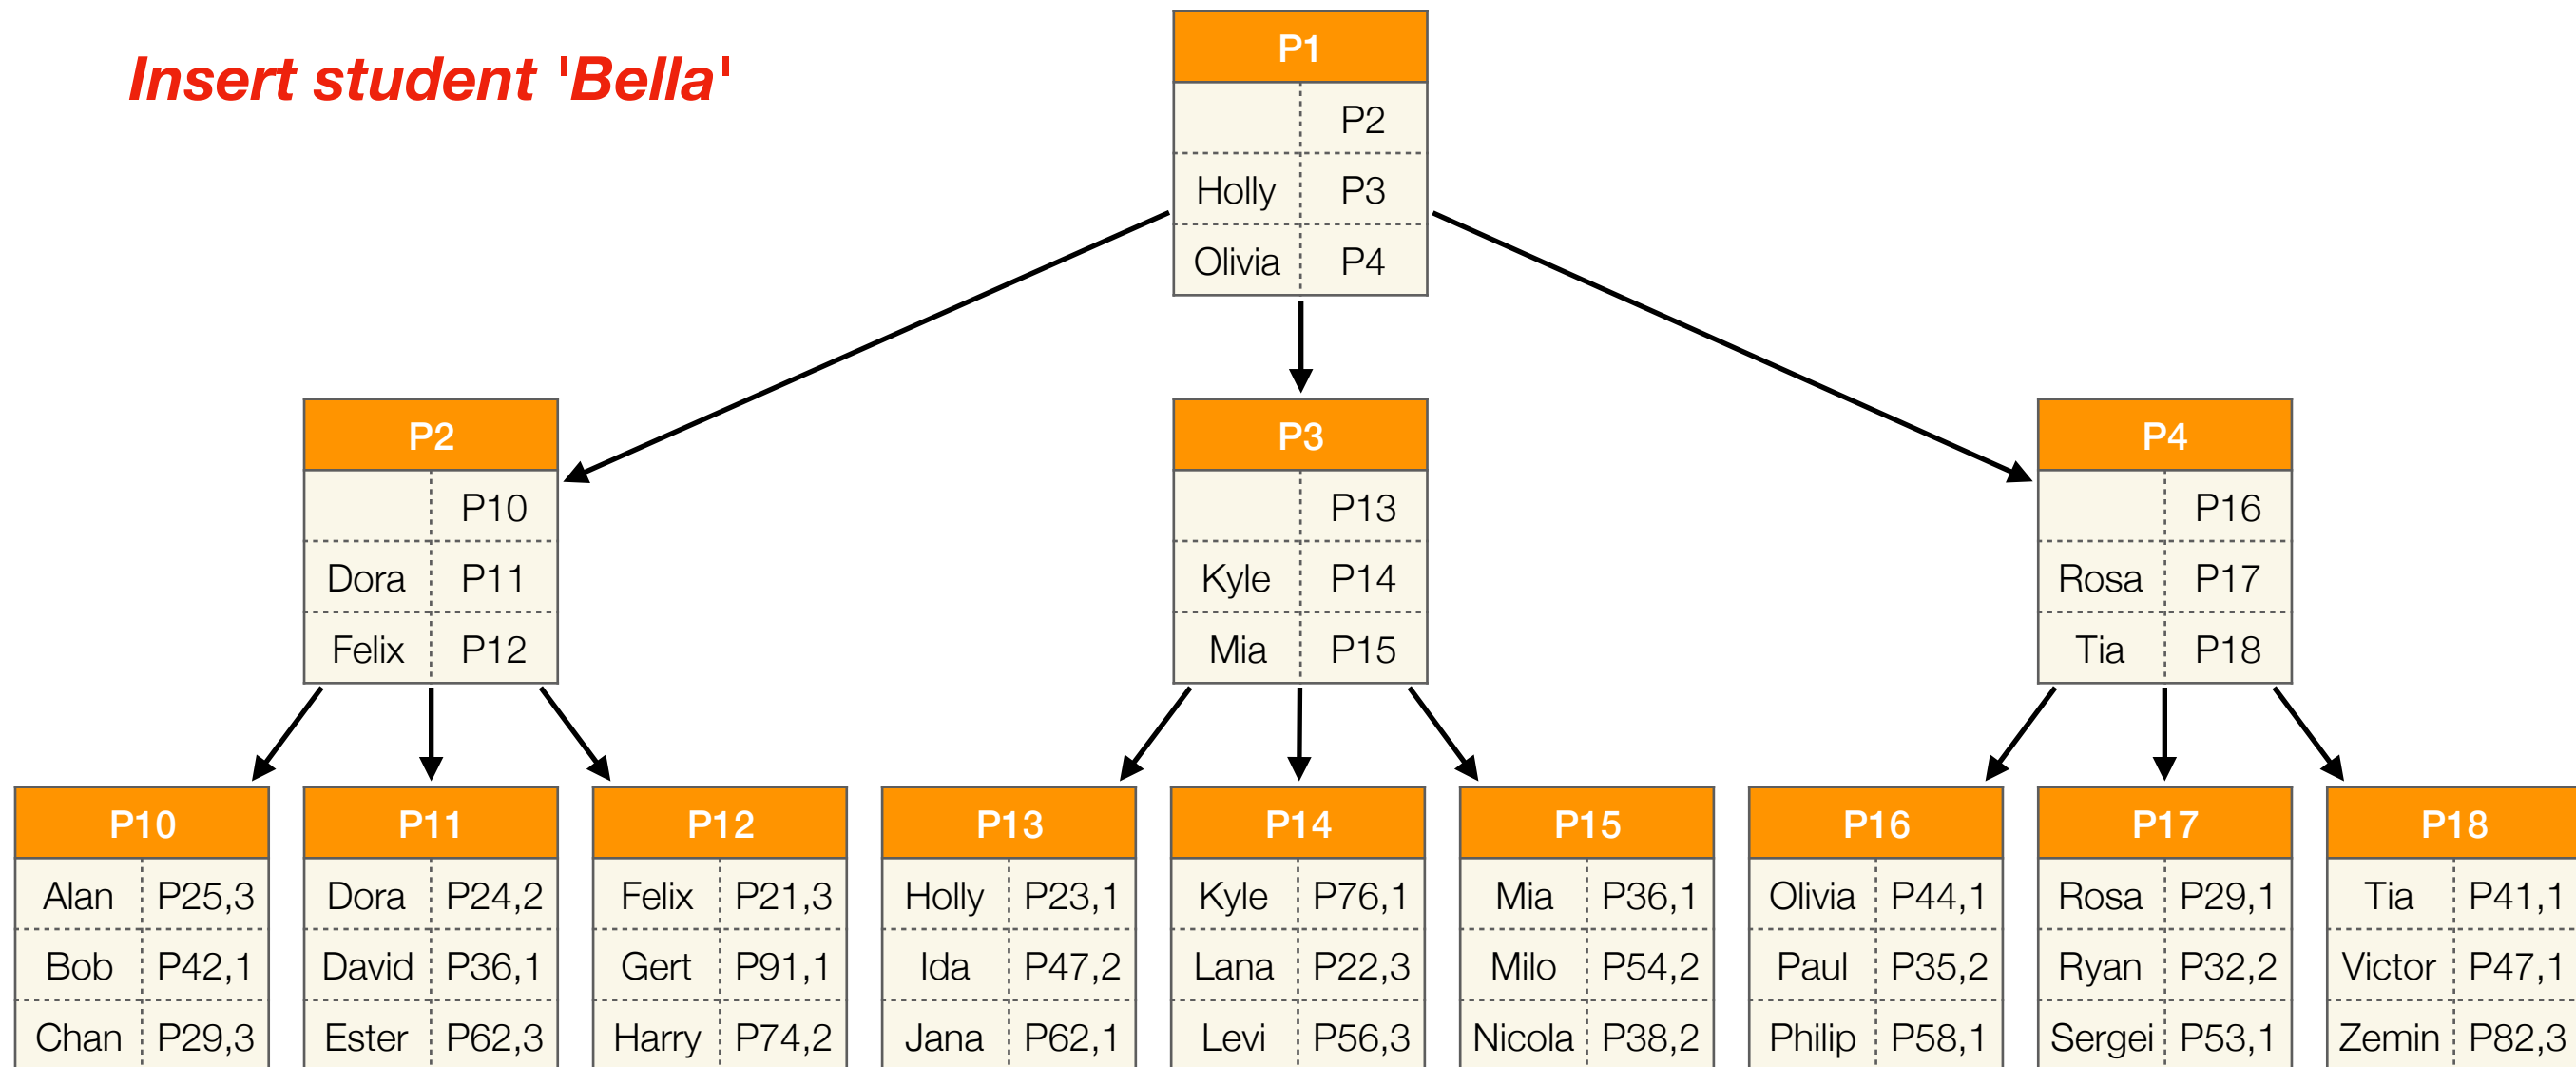 Insert student 'Bella'
P1
P2
Holly P3
Olivia P4
P2
P10
Dora P11
Felix P12
P3
P13
Kyle P14
Mia P15
P4
P16
Rosa P17
Tia P18
P10
Alan P25,3
Bob P42,1
Chan P29,3
P11
Dora P24,2
David P36,1
Ester P62,3
P12
Felix P21,3
Gert P91,1
Harry P74,2
P13
Holly P23,1
Ida P47,2
Jana P62,1
P14
Kyle P76,1
Lana P22,3
Levi P56,3
P15
Mia P36,1
Milo P54,2
Nicola P38,2
P16
Olivia P44,1
Paul P35,2
Philip P58,1
P17
Rosa P29,1
Ryan P32,2
Sergei P53,1
P18
Tia P41,1
Victor P47,1
Zemin P82,3